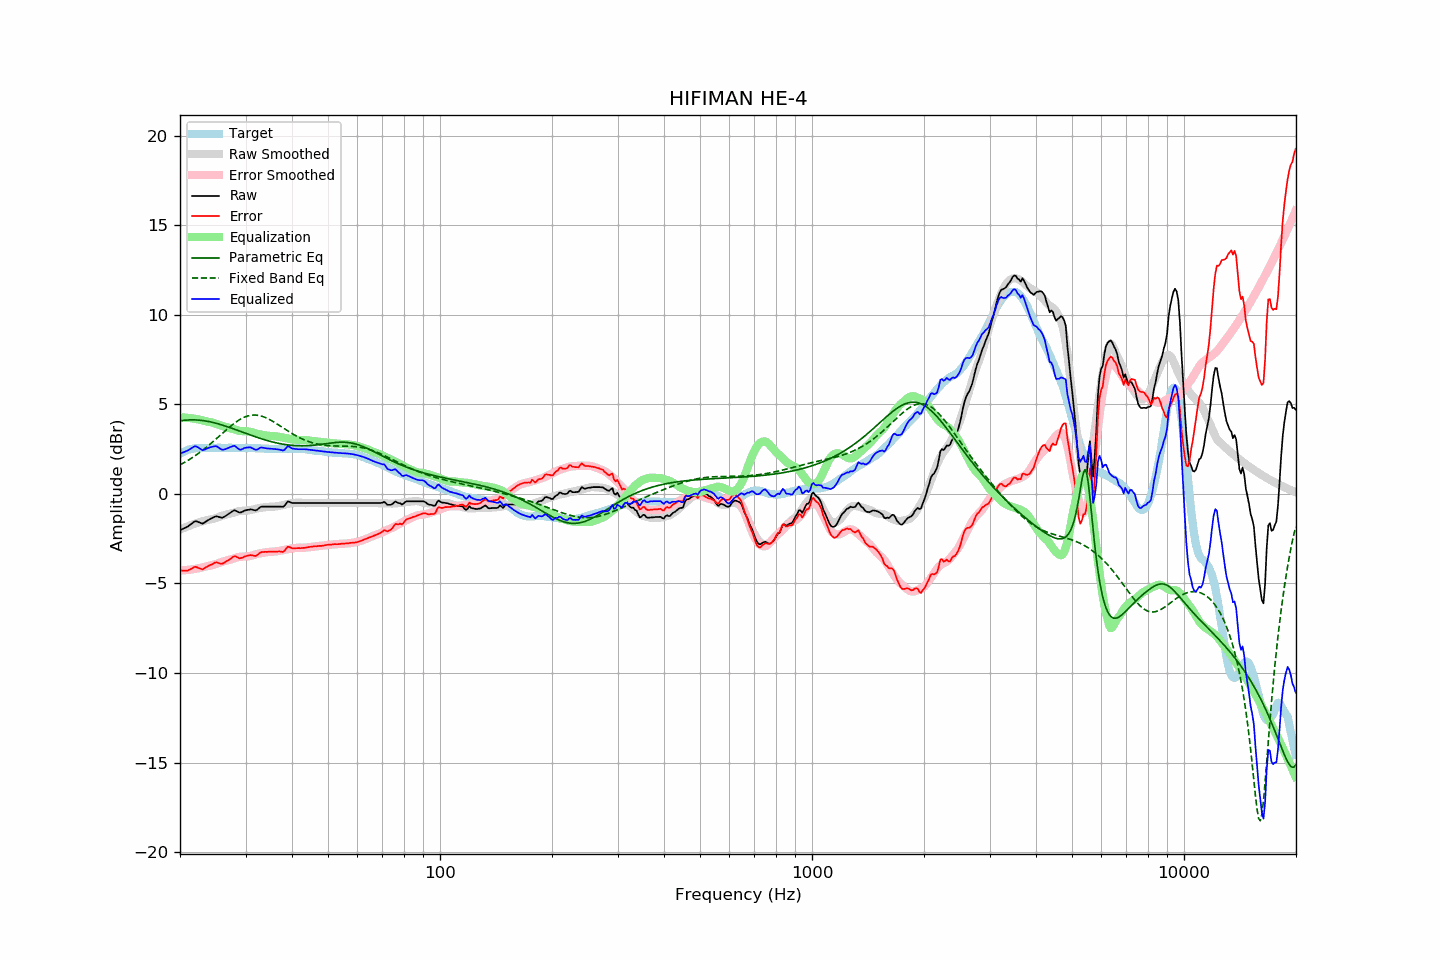 HIFIMAN HE-4
Amplitude (dBr)
20
15
10
5
0
−5
−10
−15
−20
Target
Raw Smoothed
Error Smoothed
Raw
Error
Equalization
Parametric Eq
Fixed Band Eq
Equalized
100
1000
10000
Frequency (Hz)